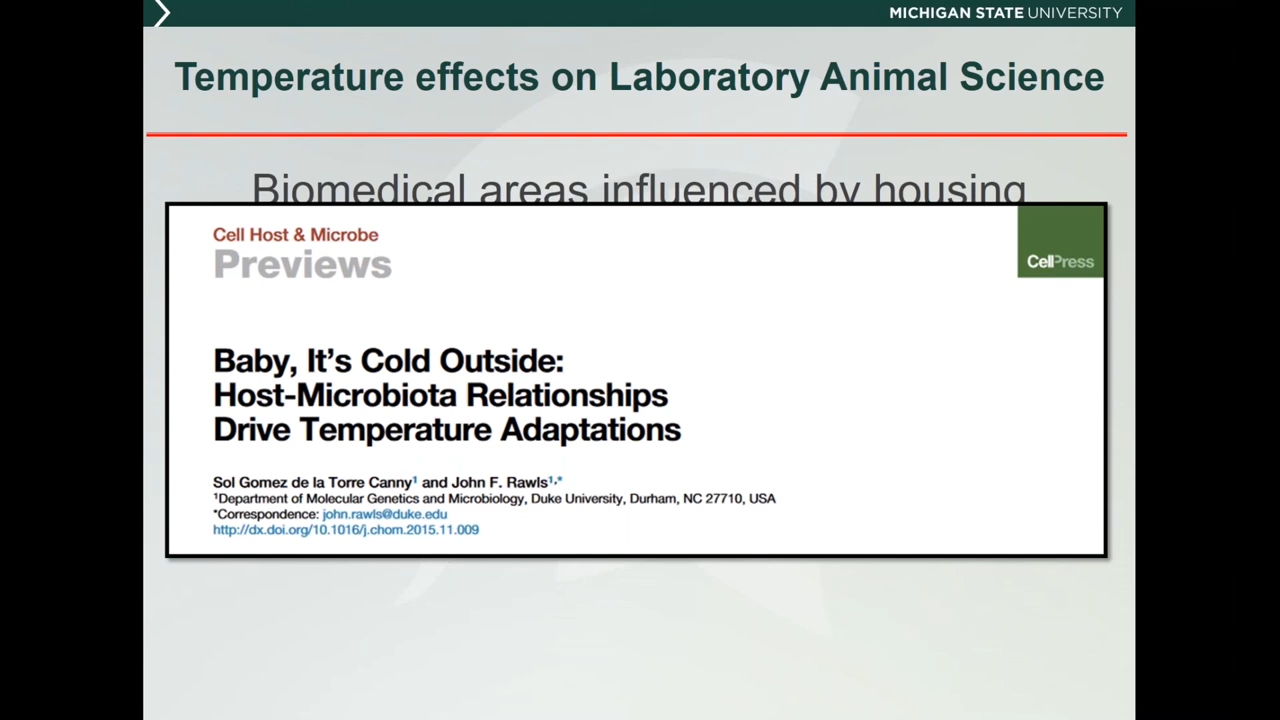 MICHIGAN STATE UNIVERSITY
Temperature effects on Laboratory Animal Science
Biomedical areas influenced by housing
Cell Host & Microbe
Previews
CellPress
Baby, It's Cold Outside:
Host-Microbiota Relationships
Drive Temperature Adaptations
Sol Gomez de la Torre Canny¹ and John F. Rawls¹,*
¹Department of Molecular Genetics and Microbiology, Duke University, Durham, NC 27710, USA
*Correspondence: john.rawls@duke.edu
http://dx.doi.org/10.1016/j.chom.2015.11.009